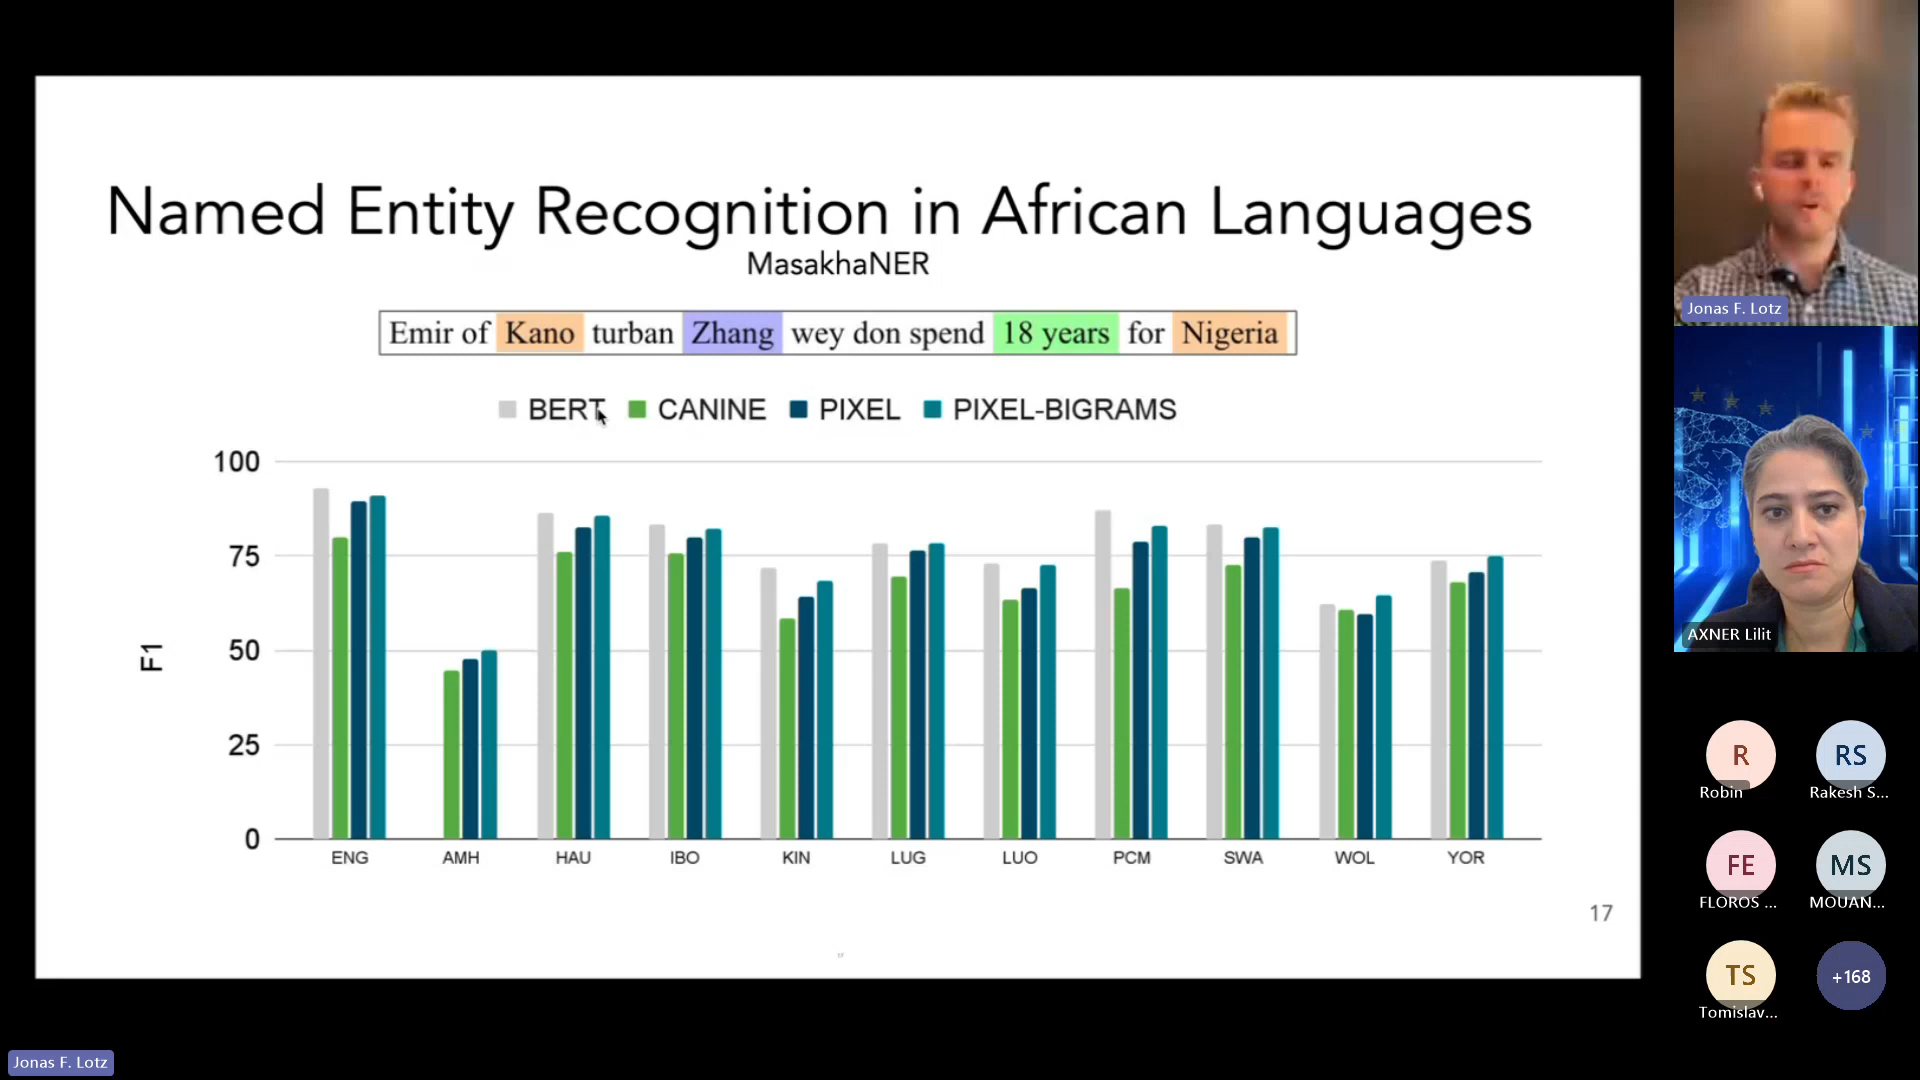 Named Entity Recognition in African Languages
MasakhaNER
Emir of Kano turban Zhang wey don spend 18 years for Nigeria
BERT CANINE PIXEL PIXEL-BIGRAMS
100
75
50
25
0
F1
ENG AMH HAU IBO KIN LUG LUO PCM SWA WOL YOR
17
Jonas F. Lotz
AXNER Lilit
R RS
Robin Rakesh S...
FE MS
FLOROS ... MOUAN...
TS +168
Tomislav...
Jonas F. Lotz